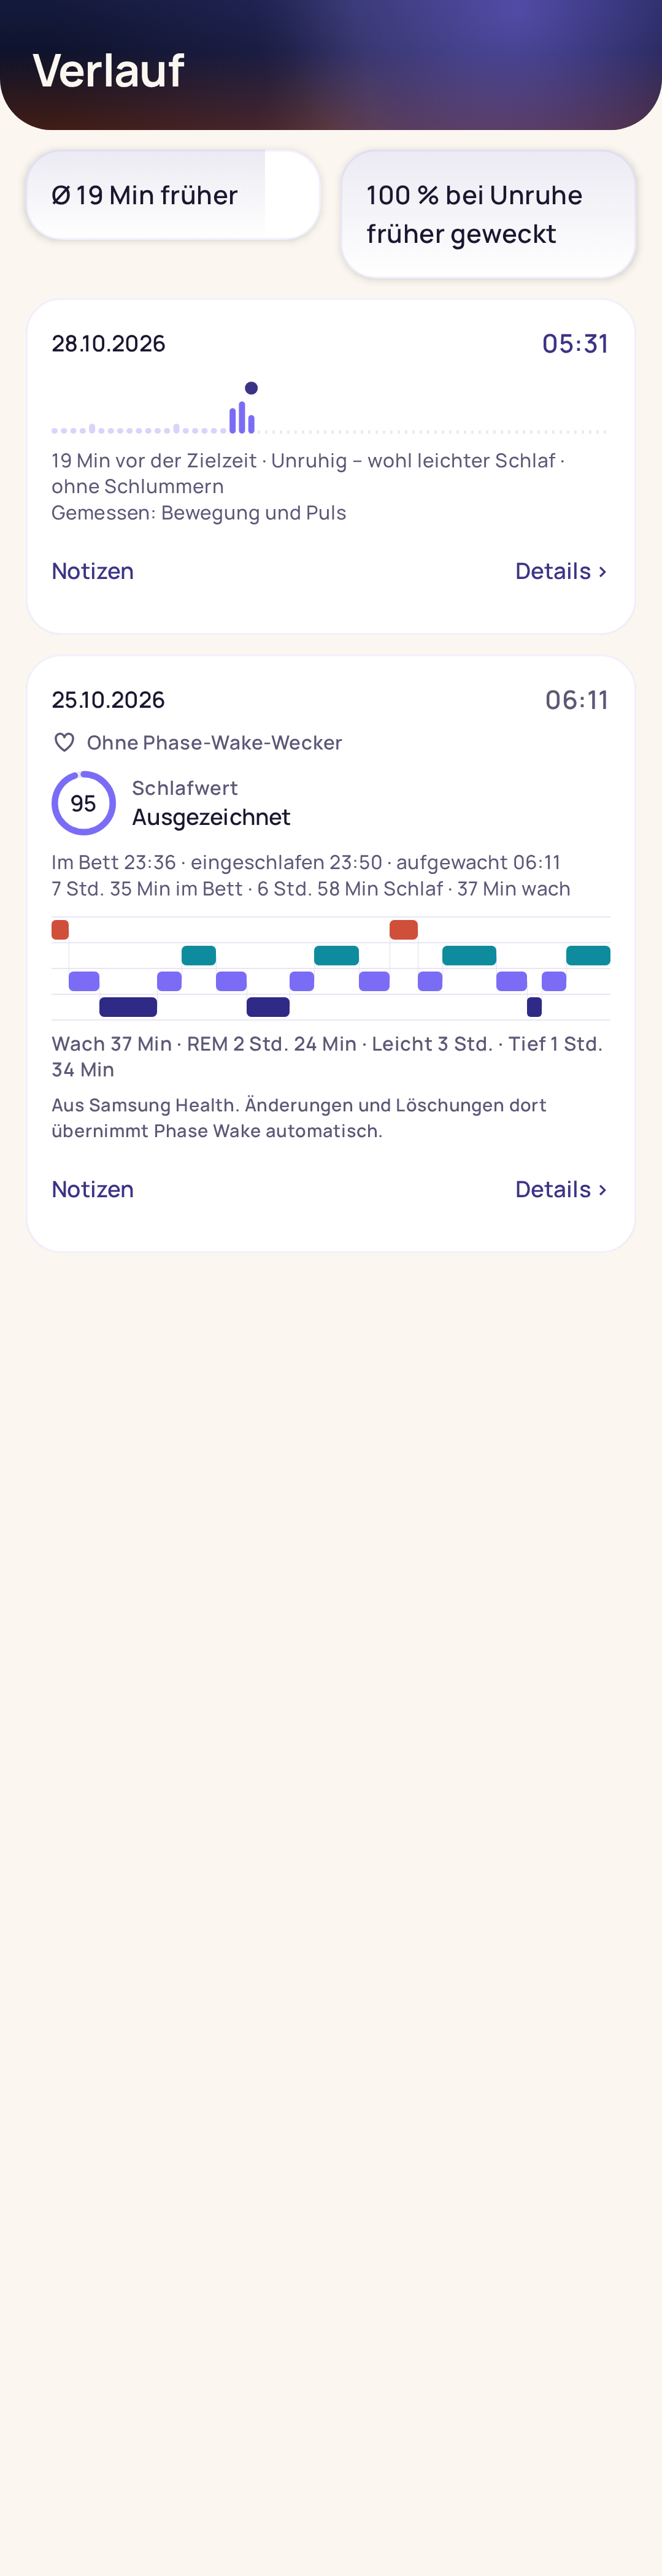 Verlauf
Ø 19 Min früher
100 % bei Unruhe
früher geweckt
28.10.2026
05:31
19 Min vor der Zielzeit · Unruhig – wohl leichter Schlaf ·
ohne Schlummern
Gemessen: Bewegung und Puls
Notizen
Details ›
25.10.2026
06:11
Ohne Phase-Wake-Wecker
95
Schlafwert
Ausgezeichnet
Im Bett 23:36 · eingeschlafen 23:50 · aufgewacht 06:11
7 Std. 35 Min im Bett · 6 Std. 58 Min Schlaf · 37 Min wach
Wach 37 Min · REM 2 Std. 24 Min · Leicht 3 Std. · Tief 1 Std.
34 Min
Aus Samsung Health. Änderungen und Löschungen dort
übernimmt Phase Wake automatisch.
Notizen
Details ›